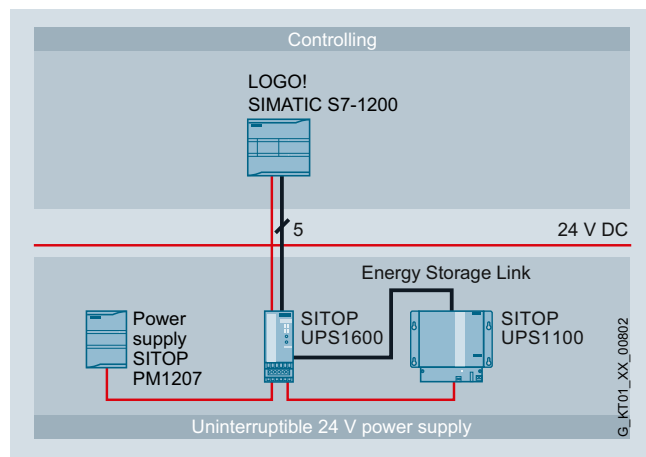 Controlling
LOGO!
SIMATIC S7-1200
5
24 V DC
Energy Storage Link
Power
supply
SITOP
PM1207
SITOP
UPS1600
SITOP
UPS1100
G_KT01_XX_00802
Uninterruptible 24 V power supply